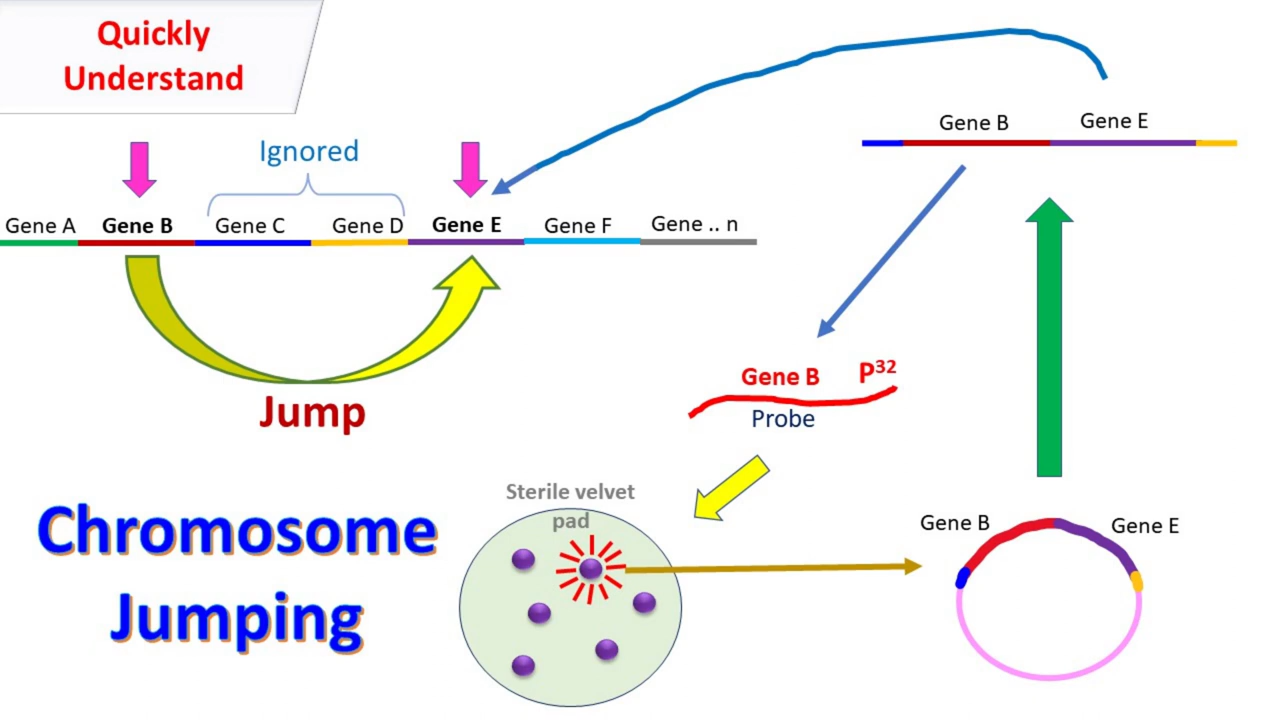 Quickly
Understand
Ignored
Gene A Gene B Gene C Gene D Gene E Gene F Gene .. n
Jump
Gene B Gene E
Gene B P³²
Probe
Sterile velvet
pad
Gene B Gene E
Chromosome
Jumping